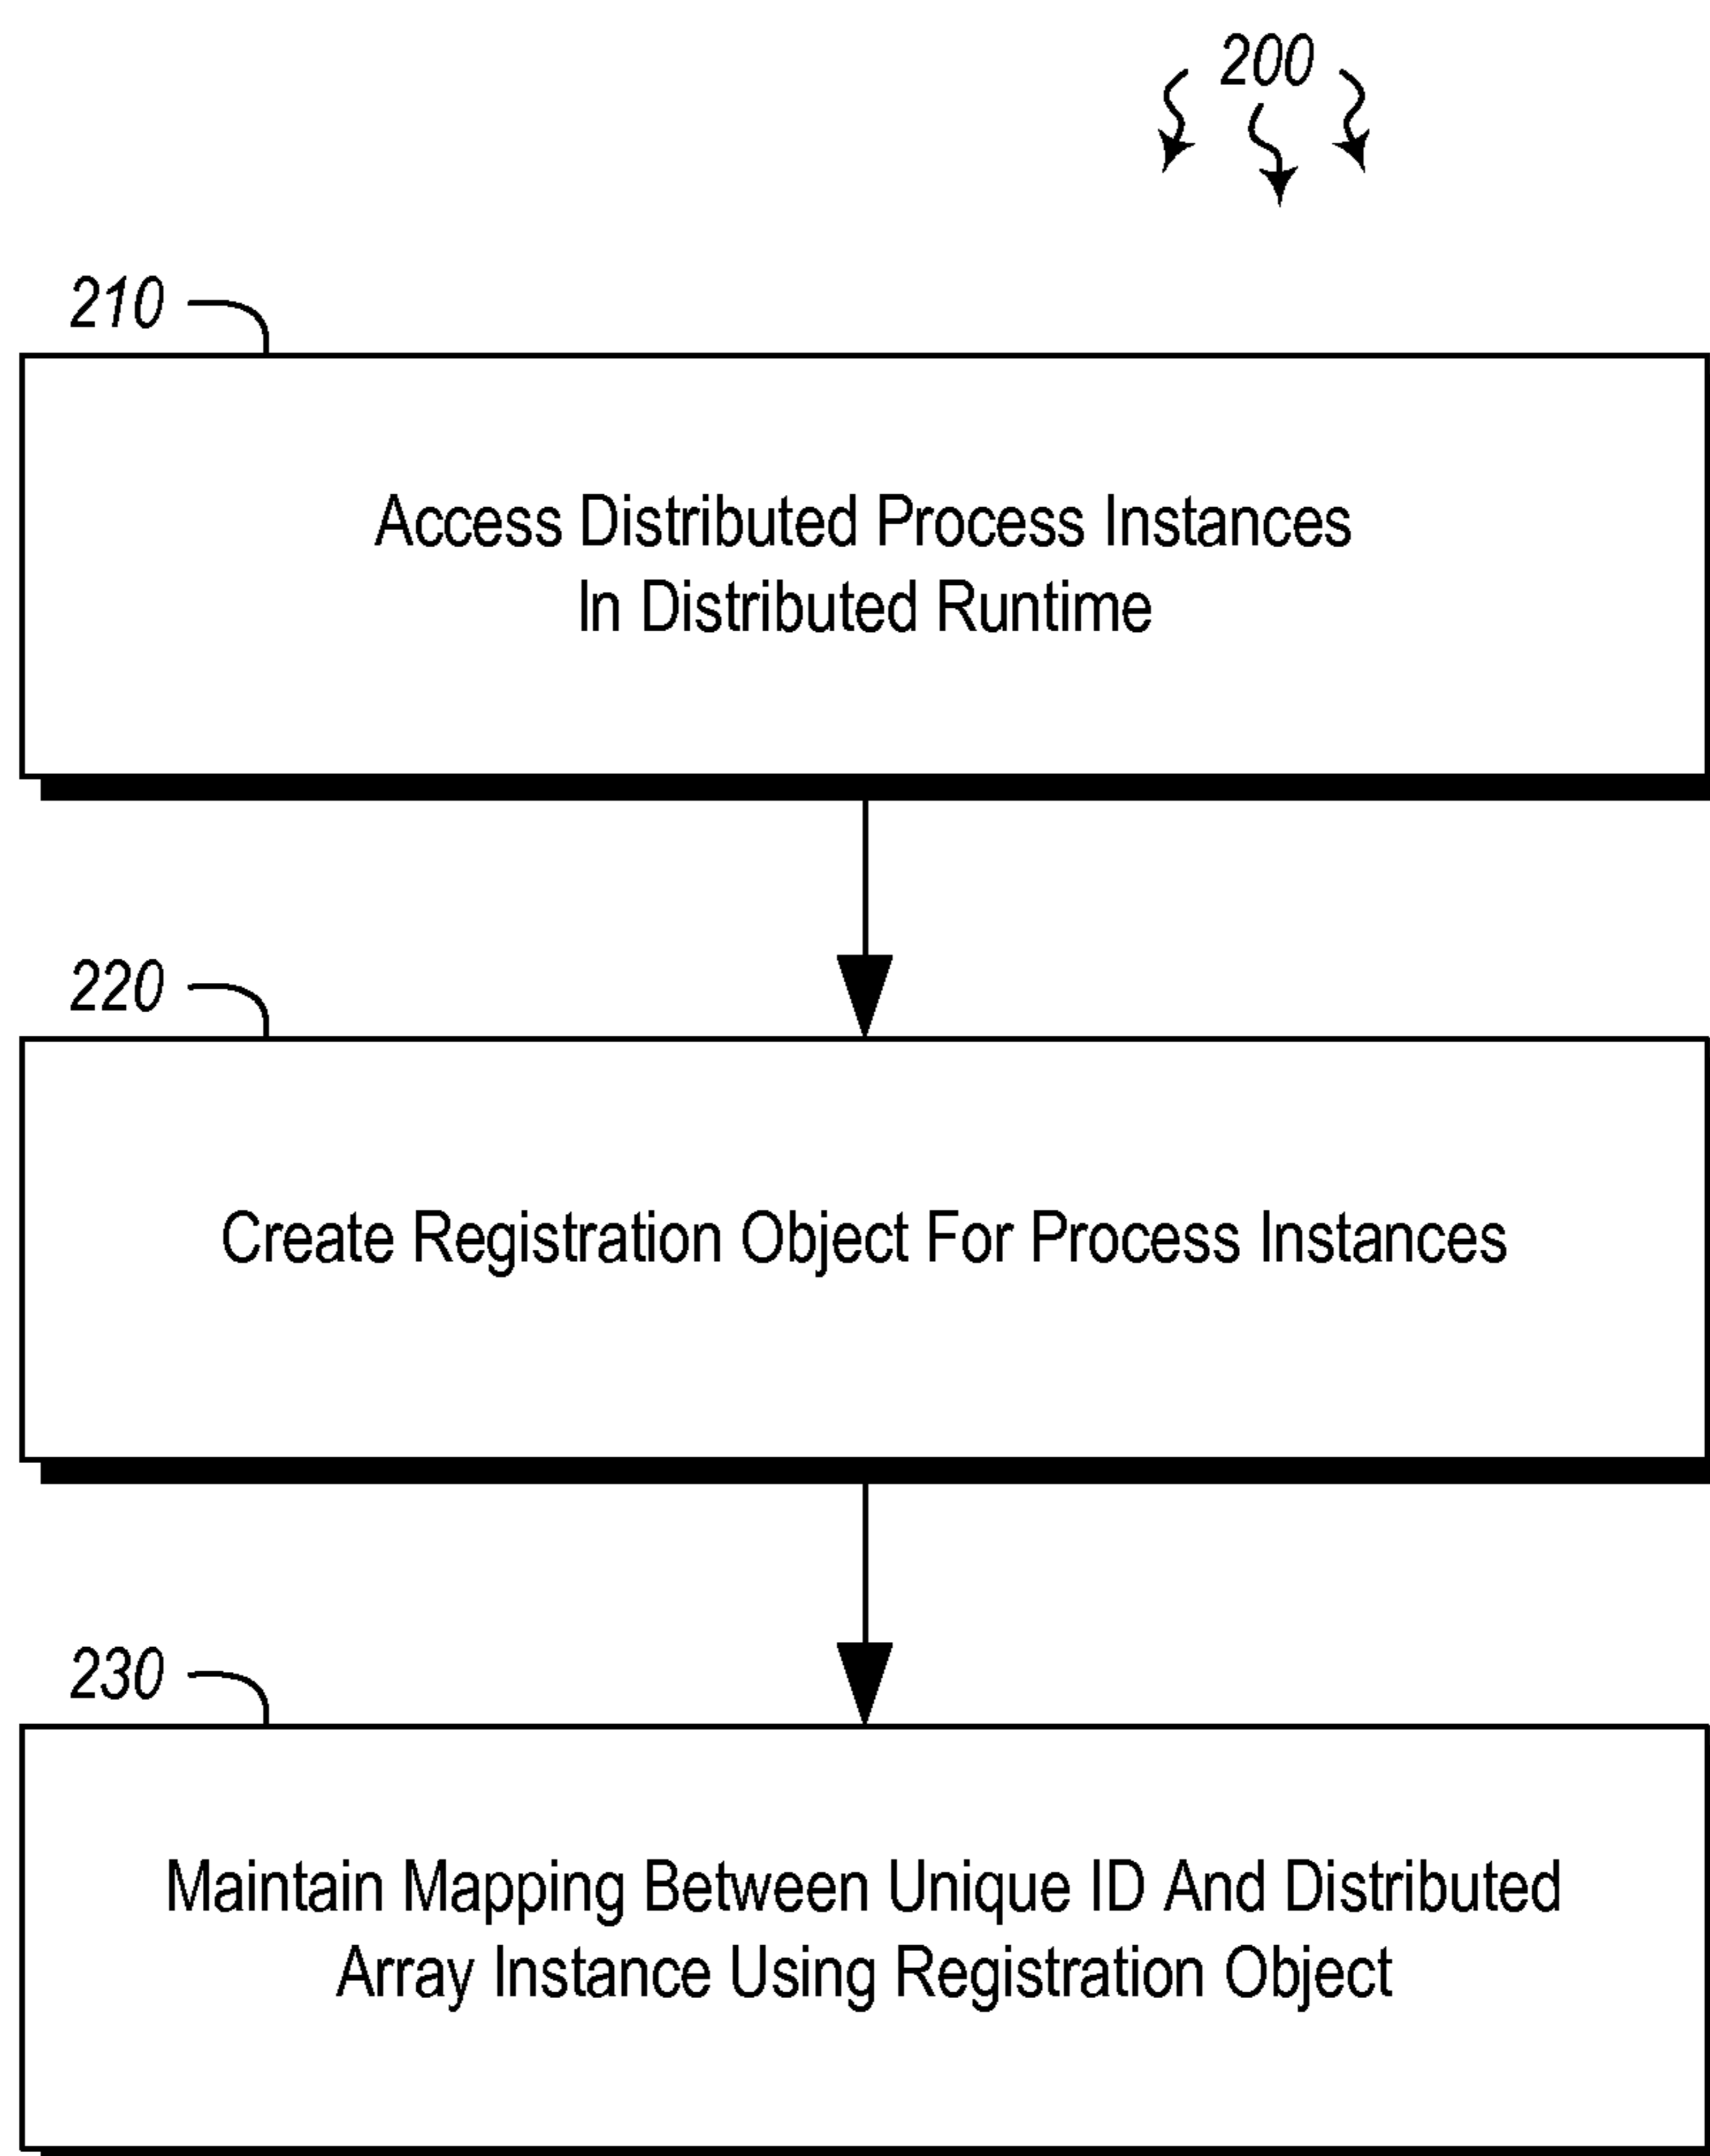 200
210
Access Distributed Process Instances
In Distributed Runtime
220
Create Registration Object For Process Instances
230
Maintain Mapping Between Unique ID And Distributed
Array Instance Using Registration Object